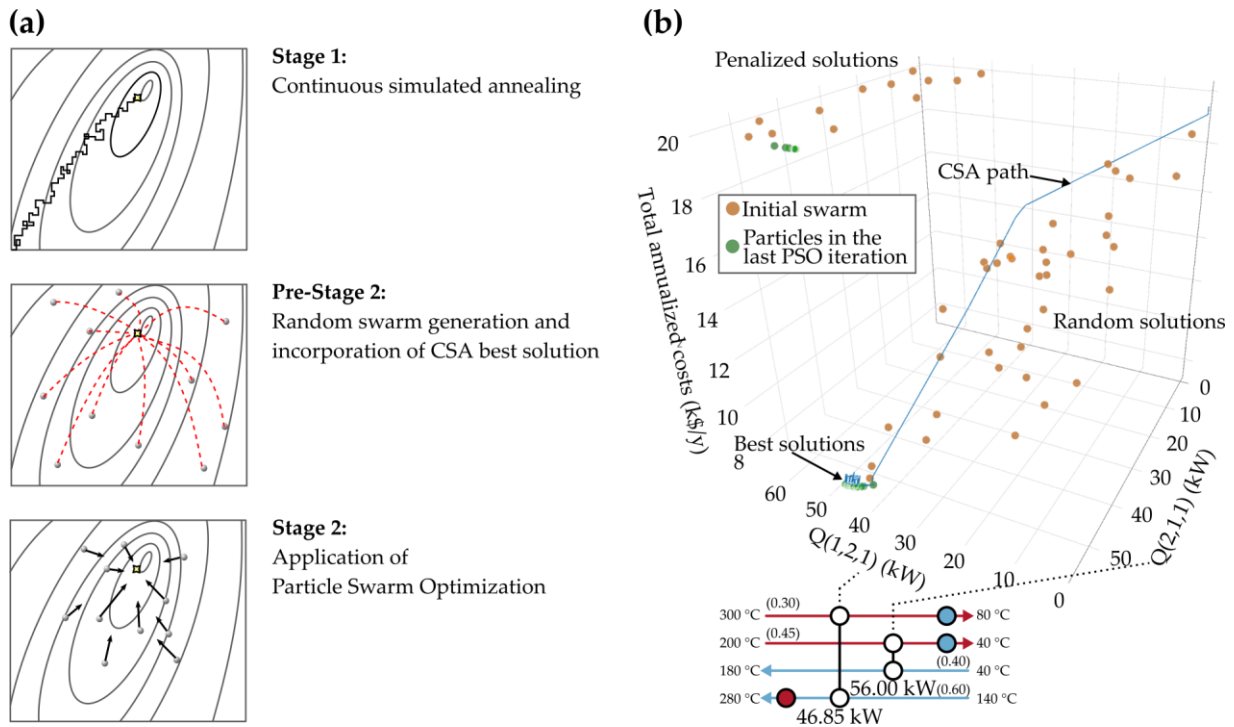 (a)
Stage 1:
Continuous simulated annealing
Pre-Stage 2:
Random swarm generation and
incorporation of CSA best solution
Stage 2:
Application of
Particle Swarm Optimization
(b)
Penalized solutions
CSA path
Initial swarm
Particles in the
last PSO iteration
Random solutions
Best solutions
Total annualized costs (k$/y)
20
18
16
14
12
10
8
60
50
40
30
20
10
0
Q(1,2,1) (kW)
0
10
20
30
40
50
Q(2,1,1) (kW)
300 °C (0.30) 80 °C
200 °C (0.45) 40 °C
180 °C (0.40) 40 °C
56.00 kW
280 °C (0.60) 140 °C
46.85 kW